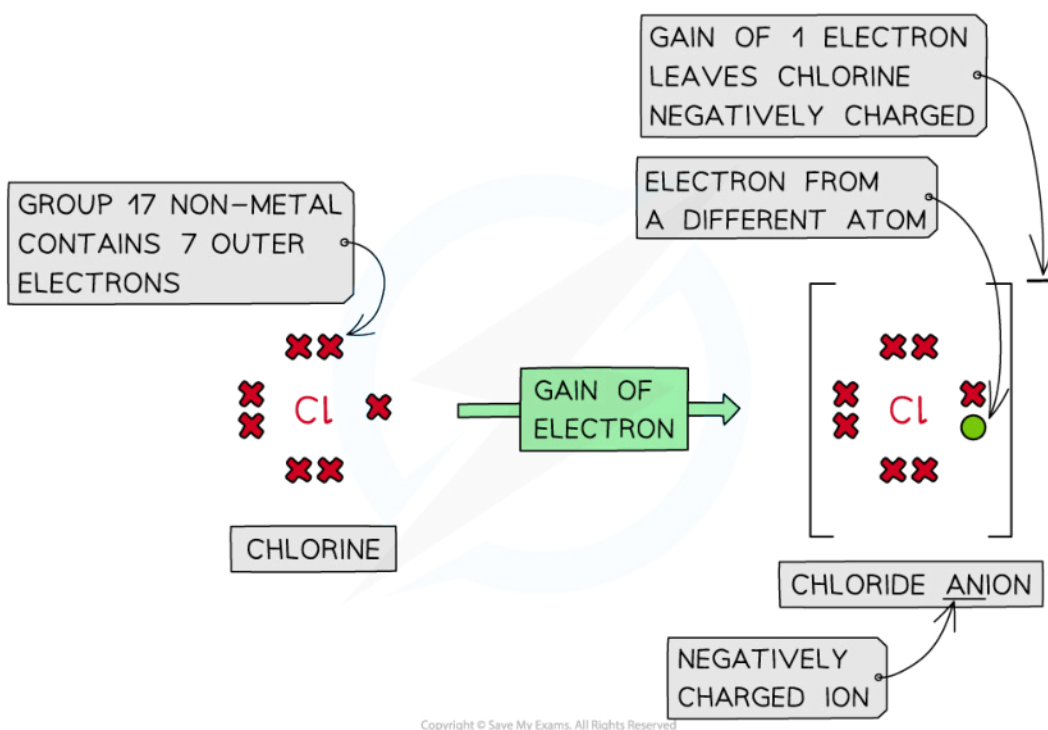 GAIN OF 1 ELECTRON
LEAVES CHLORINE
NEGATIVELY CHARGED
ELECTRON FROM
A DIFFERENT ATOM
GROUP 17 NON-METAL
CONTAINS 7 OUTER
ELECTRONS
Cl
GAIN OF
ELECTRON
Cl
–
CHLORINE
CHLORIDE ANION
NEGATIVELY
CHARGED ION
Copyright © Save My Exams. All Rights Reserved